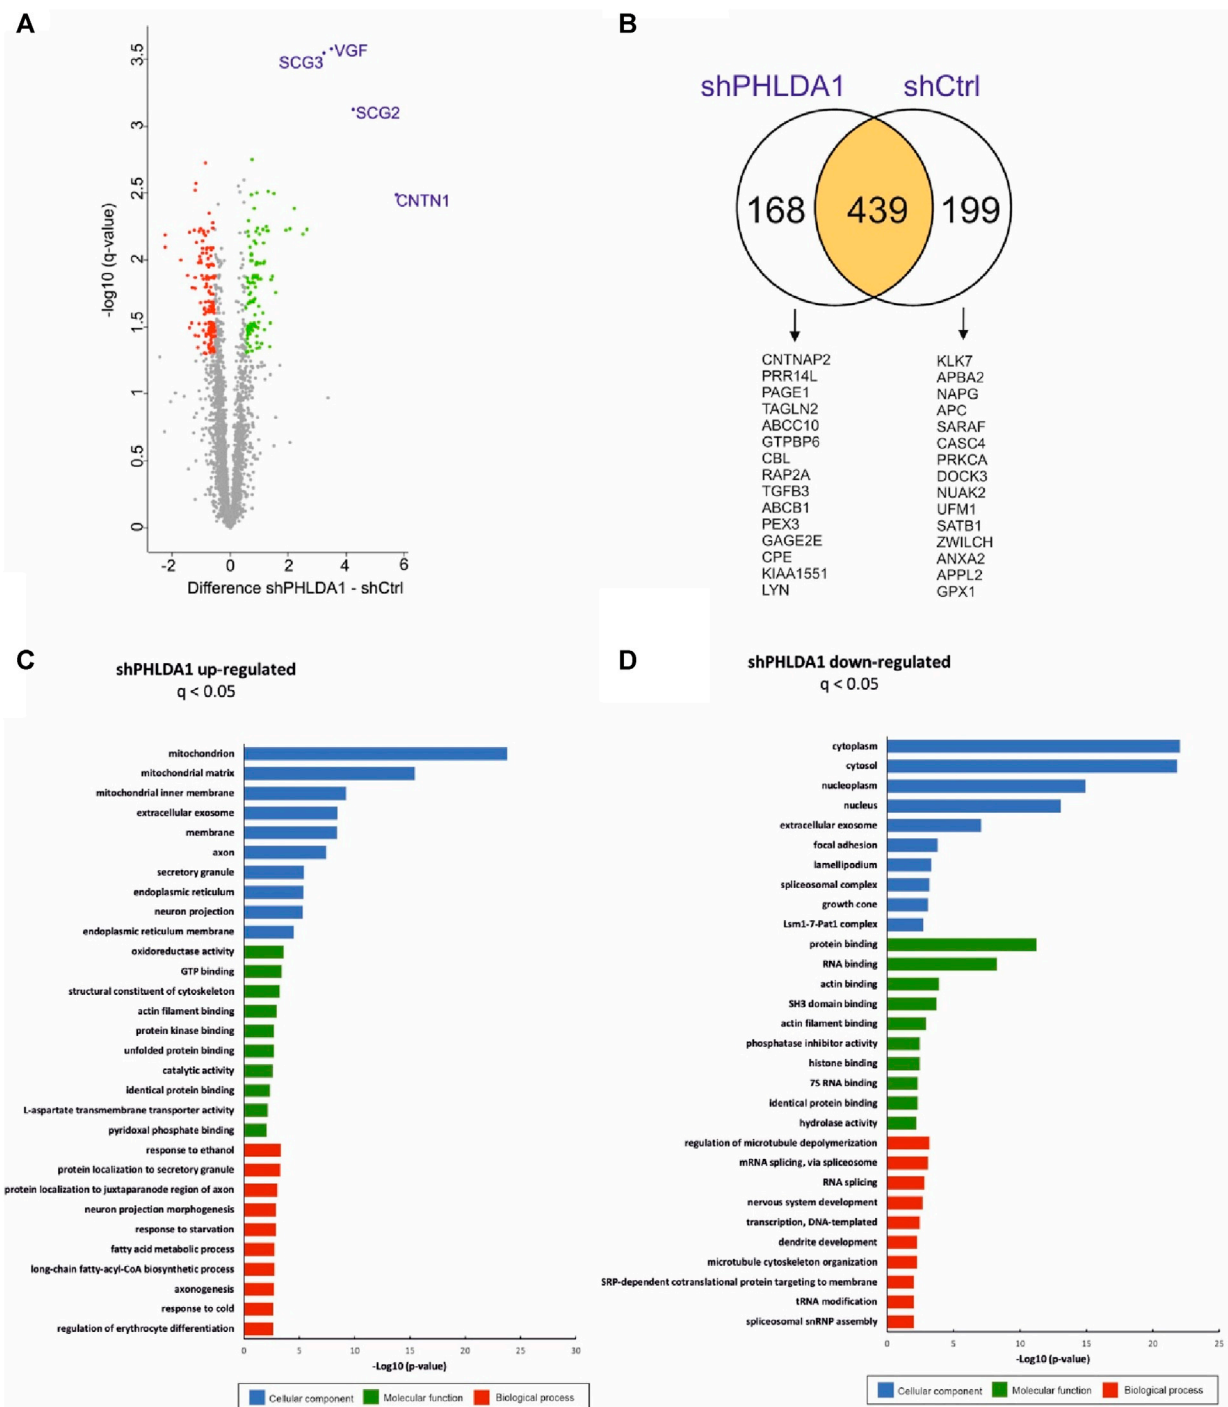 A
3.5
3
2.5
2
1.5
1
0.5
0
-log10 (q-value)
VGF
SCG3
SCG2
CNTN1
-2
0
2
4
6
Difference shPHLDA1 - shCtrl
B
shPHLDA1
shCtrl
168
439
199
CNTNAP2
PRR14L
PAGE1
TAGLN2
ABCC10
GTPBP6
CBL
RAP2A
TGFB3
ABCB1
PEX3
GAGE2E
CPE
KIAA1551
LYN
KLK7
APBA2
NAPG
APC
SARAF
CASC4
PRKCA
DOCK3
NUAK2
UFM1
SATB1
ZWILCH
ANXA2
APPL2
GPX1
C
shPHLDA1 up-regulated
q < 0.05
mitochondrion
mitochondrial matrix
mitochondrial inner membrane
extracellular exosome
membrane
axon
secretory granule
endoplasmic reticulum
neuron projection
endoplasmic reticulum membrane
oxidoreductase activity
GTP binding
structural constituent of cytoskeleton
actin filament binding
protein kinase binding
unfolded protein binding
catalytic activity
identical protein binding
L-aspartate transmembrane transporter activity
pyridoxal phosphate binding
response to ethanol
protein localization to secretory granule
protein localization to juxtaparanode region of axon
neuron projection morphogenesis
response to starvation
fatty acid metabolic process
long-chain fatty-acyl-CoA biosynthetic process
axonogenesis
response to cold
regulation of erythrocyte differentiation
0
5
10
15
20
25
30
-Log10 (p-value)
Cellular component
Molecular function
Biological process
D
shPHLDA1 down-regulated
q < 0.05
cytoplasm
cytosol
nucleoplasm
nucleus
extracellular exosome
focal adhesion
lamellipodium
spliceosomal complex
growth cone
Lsm1-7-Pat1 complex
protein binding
RNA binding
actin binding
SH3 domain binding
actin filament binding
phosphatase inhibitor activity
histone binding
7S RNA binding
identical protein binding
hydrolase activity
regulation of microtubule depolymerization
mRNA splicing, via spliceosome
RNA splicing
nervous system development
transcription, DNA-templated
dendrite development
microtubule cytoskeleton organization
SRP-dependent cotranslational protein targeting to membrane
tRNA modification
spliceosomal snRNP assembly
0
5
10
15
20
25
-Log10 (p-value)
Cellular component
Molecular function
Biological process